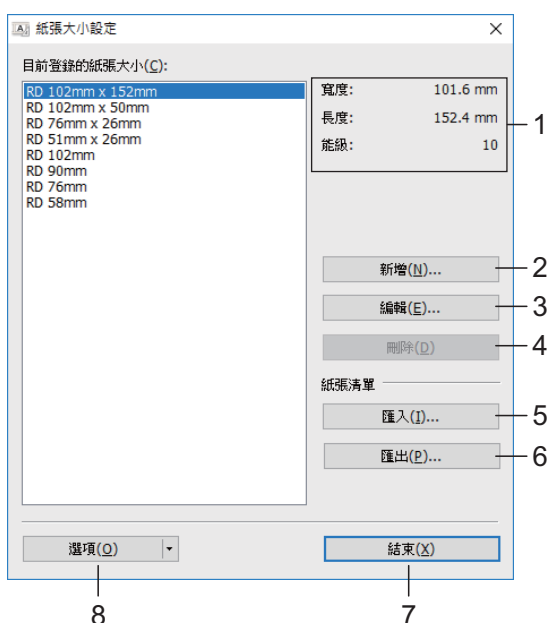 紙張大小設定
目前登錄的紙張大小(C):
RD 102mm x 152mm
RD 102mm x 50mm
RD 76mm x 26mm
RD 51mm x 26mm
RD 102mm
RD 90mm
RD 76mm
RD 58mm
寬度: 101.6 mm
長度: 152.4 mm
能級: 10
1
新增(N)... 2
編輯(E)... 3
刪除(D) 4
紙張清單
匯入(I)... 5
匯出(P)... 6
選項(O) 結束(X)
8 7